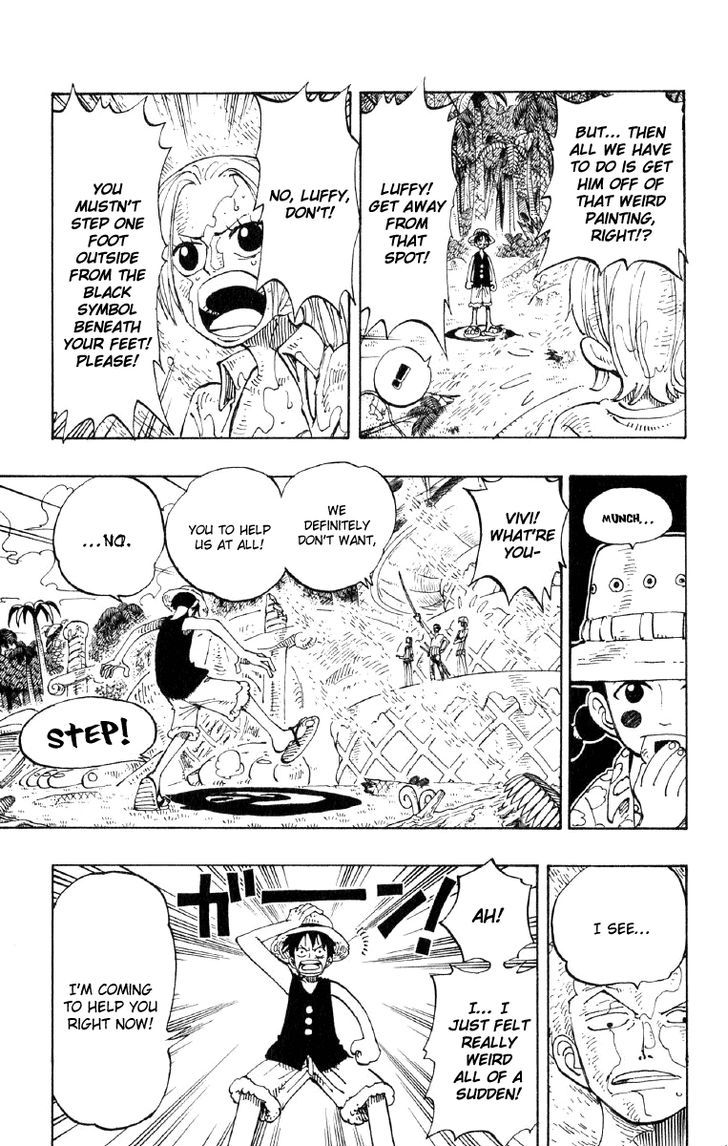 BUT... THEN
ALL WE HAVE
TO DO IS GET
HIM OFF OF
THAT WEIRD
PAINTING,
RIGHT!?
LUFFY!
GET AWAY
FROM
THAT
SPOT!
!
NO, LUFFY,
DON'T!
YOU
MUSTN'T
STEP ONE
FOOT
OUTSIDE
FROM THE
BLACK
SYMBOL
BENEATH
YOUR FEET!
PLEASE!
MUNCH...
VIVI!
WHAT'RE
YOU-
WE
DEFINITELY
DON'T WANT,
YOU TO HELP
US AT ALL!
...NO.
STEP!
I SEE...
AH!
I... I
JUST FELT
REALLY
WEIRD
ALL OF A
SUDDEN!
ガーーン!
I'M COMING
TO HELP YOU
RIGHT NOW!